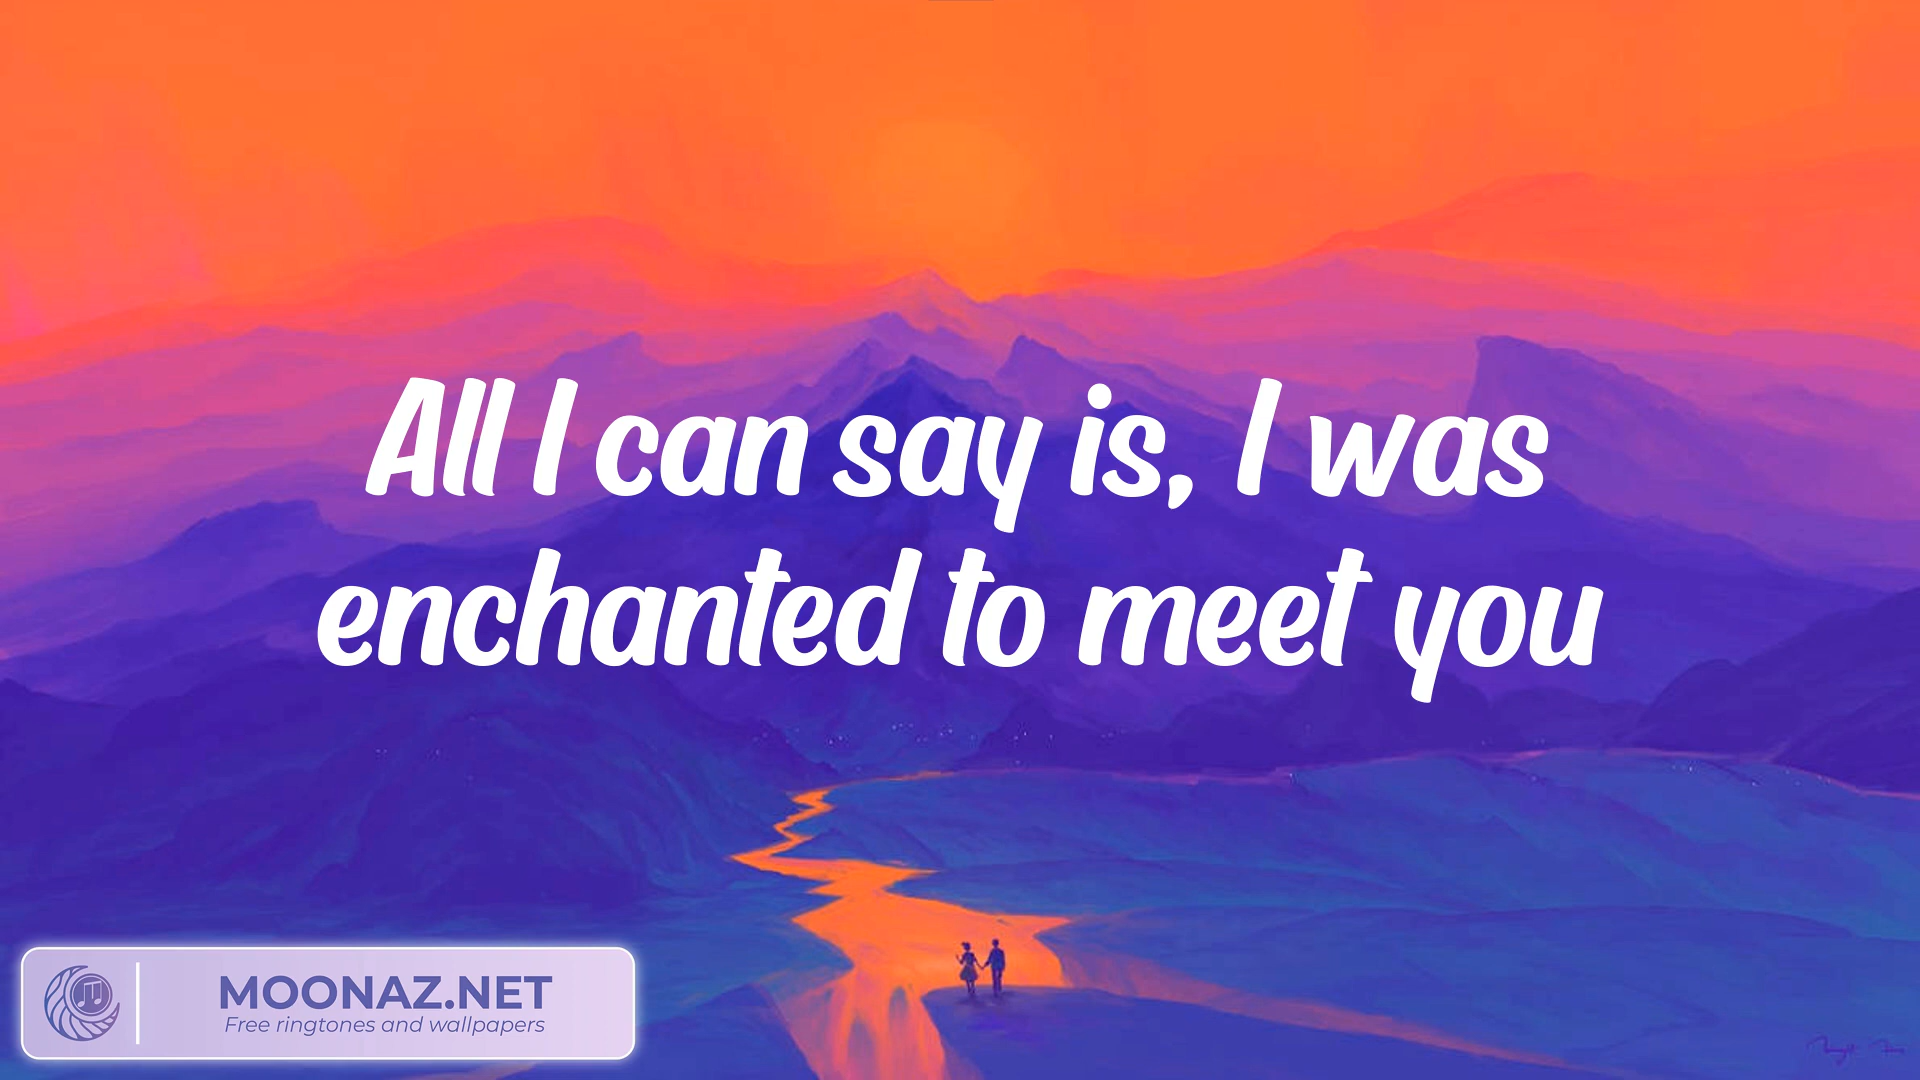 All I can say is, I was
enchanted to meet you
MOONAZ.NET
Free ringtones and wallpapers